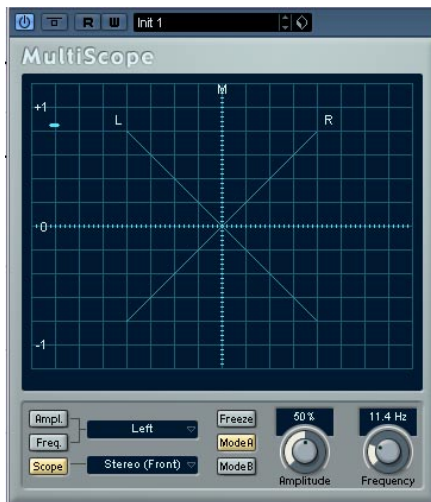 R W Init 1
MultiScope
M
+1
L R
0
-1
Ampl. Left Freeze 50 % 11.4 Hz
Freq. Mode A
Scope Stereo (Front) Mode B
Amplitude Frequency